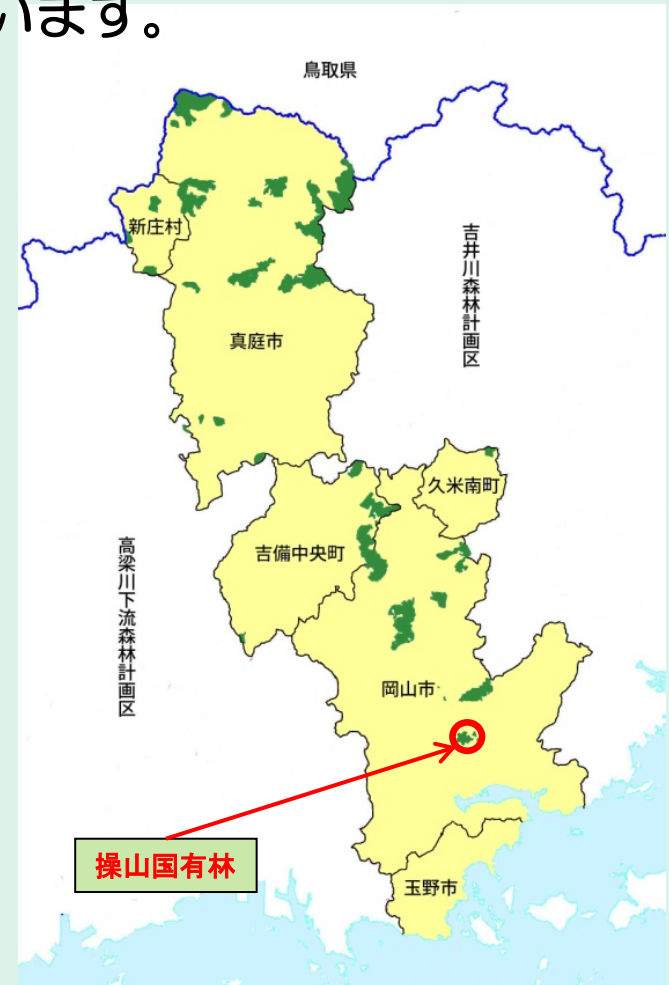 います。
鳥取県
新庄村
吉井川森林計画区
真庭市
久米南町
吉備中央町
高梁川下流森林計画区
岡山市
操山国有林
玉野市